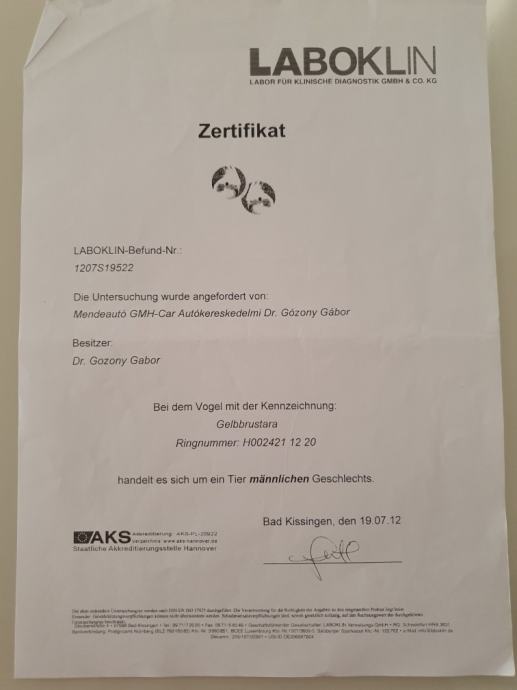 LABOKLIN
LABOR FÜR KLINISCHE DIAGNOSTIK GMBH & CO. KG
Zertifikat
LABOKLIN-Befund-Nr.:
1207S19522
Die Untersuchung wurde angefordert von:
Mendeautó GMH-Car Autókereskedelmi Dr. Gózony Gábor
Besitzer:
Dr. Gozony Gabor
Bei dem Vogel mit der Kennzeichnung:
Gelbbrustara
Ringnummer: H002421 12 20
handelt es sich um ein Tier männlichen Geschlechts.
Bad Kissingen, den 19.07.12
AKS
Staatliche Akkreditierungsstelle Hannover